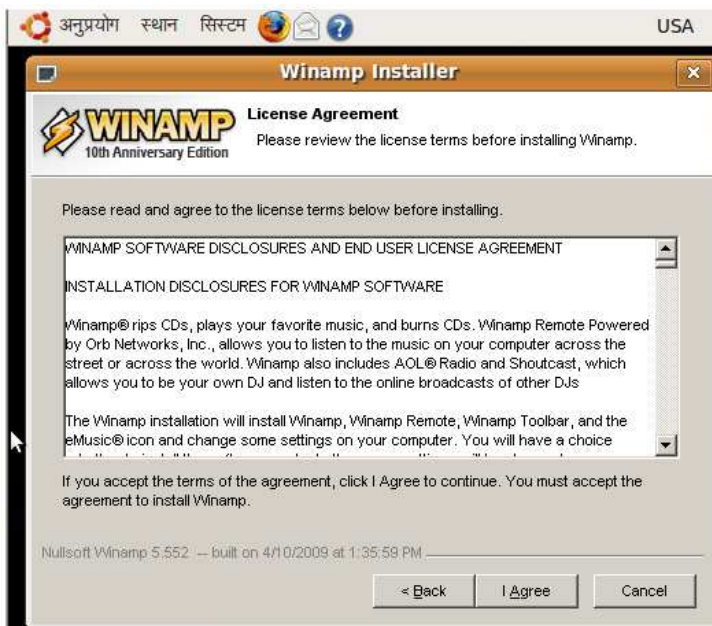 अनुप्रयोग स्थान सिस्टम USA
Winamp Installer
WINAMP
10th Anniversary Edition
License Agreement
Please review the license terms before installing Winamp.
Please read and agree to the license terms below before installing.
WINAMP SOFTWARE DISCLOSURES AND END USER LICENSE AGREEMENT
INSTALLATION DISCLOSURES FOR WINAMP SOFTWARE
Winamp® rips CDs, plays your favorite music, and burns CDs. Winamp Remote Powered
by Orb Networks, Inc., allows you to listen to the music on your computer across the
street or across the world. Winamp also includes AOL® Radio and Shoutcast, which
allows you to be your own DJ and listen to the online broadcasts of other DJs
The Winamp installation will install Winamp, Winamp Remote, Winamp Toolbar, and the
eMusic® icon and change some settings on your computer. You will have a choice
If you accept the terms of the agreement, click I Agree to continue. You must accept the
agreement to install Winamp.
Nullsoft Winamp 5.552 -- built on 4/10/2009 at 1:35:59 PM
< Back I Agree Cancel